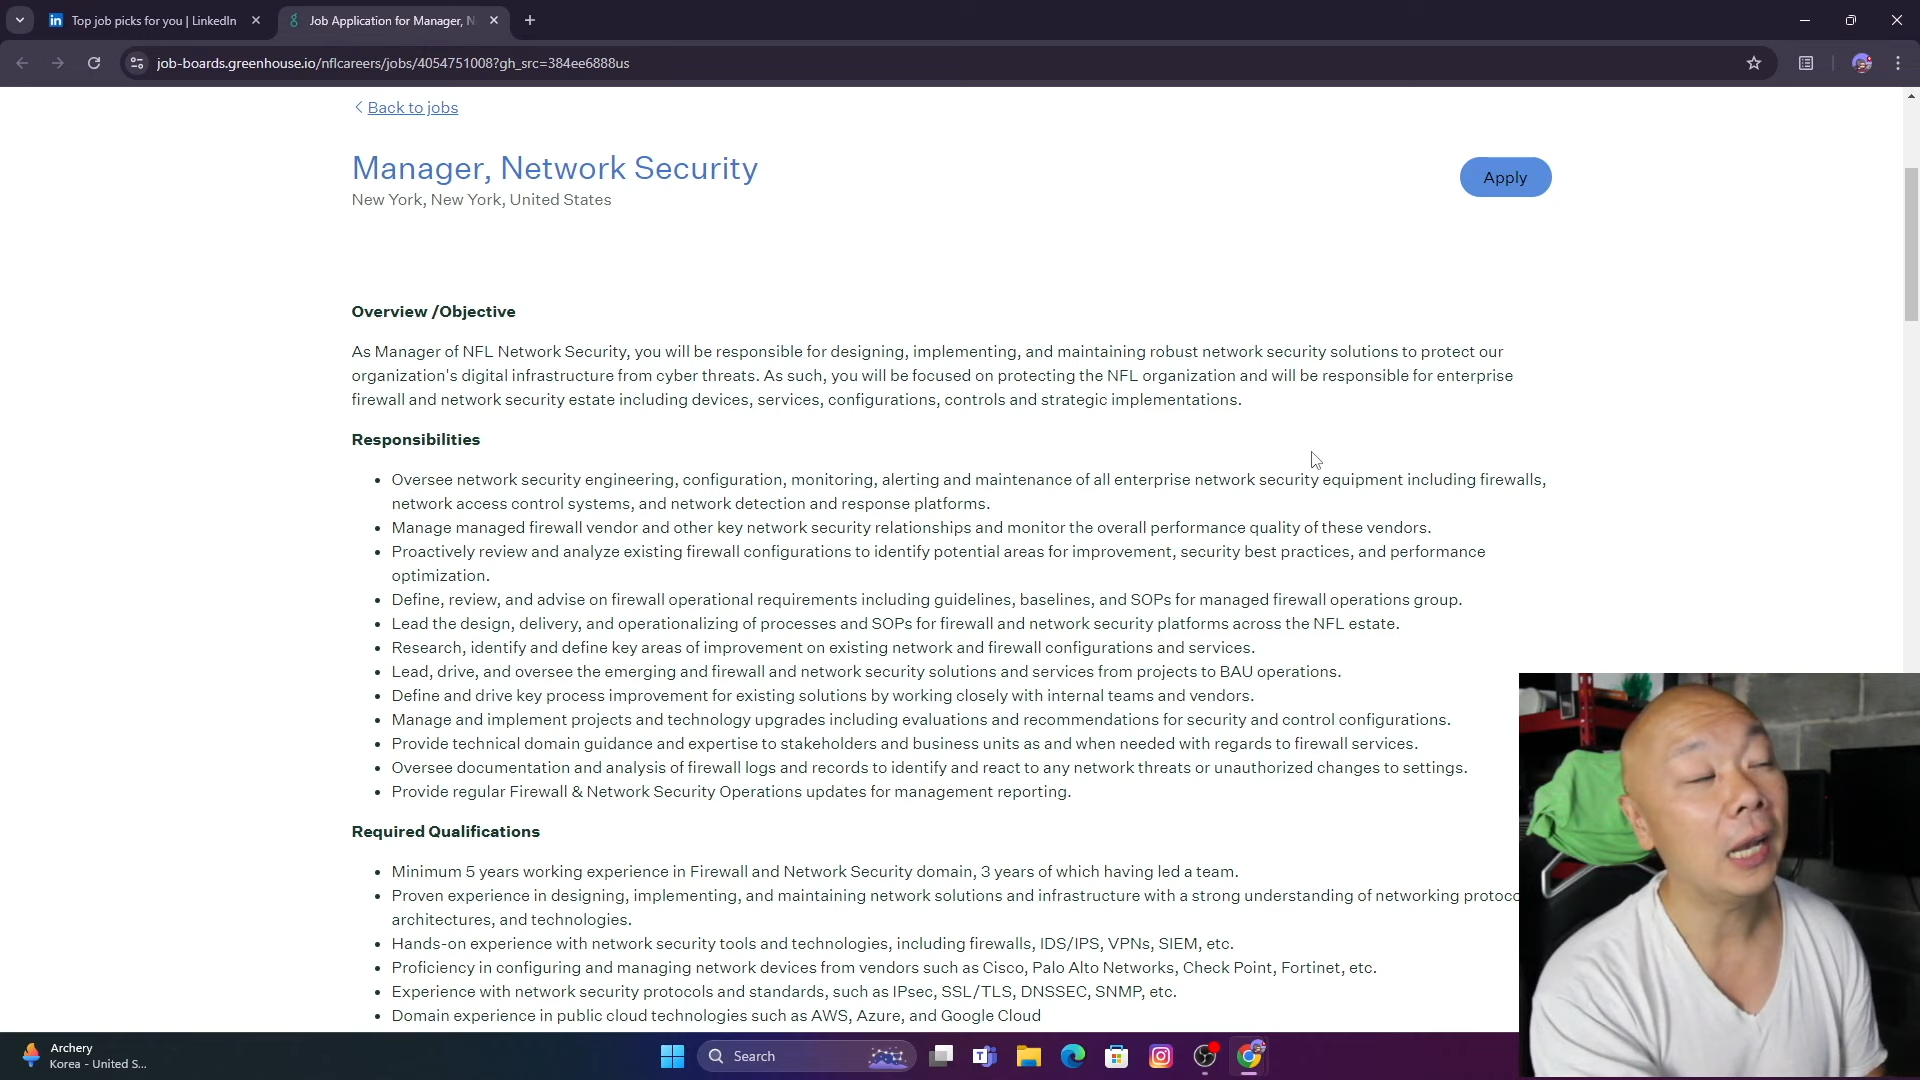 Top job picks for you | LinkedIn
Job Application for Manager, N
job-boards.greenhouse.io/nflcareers/jobs/4054751008?gh_src=384ee6888us
Back to jobs
Manager, Network Security
Apply
New York, New York, United States
Overview /Objective
As Manager of NFL Network Security, you will be responsible for designing, implementing, and maintaining robust network security solutions to protect our
organization's digital infrastructure from cyber threats. As such, you will be focused on protecting the NFL organization and will be responsible for enterprise
firewall and network security estate including devices, services, configurations, controls and strategic implementations.
Responsibilities
• Oversee network security engineering, configuration, monitoring, alerting and maintenance of all enterprise network security equipment including firewalls,
network access control systems, and network detection and response platforms.
• Manage managed firewall vendor and other key network security relationships and monitor the overall performance quality of these vendors.
• Proactively review and analyze existing firewall configurations to identify potential areas for improvement, security best practices, and performance
optimization.
• Define, review, and advise on firewall operational requirements including guidelines, baselines, and SOPs for managed firewall operations group.
• Lead the design, delivery, and operationalizing of processes and SOPs for firewall and network security platforms across the NFL estate.
• Research, identify and define key areas of improvement on existing network and firewall configurations and services.
• Lead, drive, and oversee the emerging and firewall and network security solutions and services from projects to BAU operations.
• Define and drive key process improvement for existing solutions by working closely with internal teams and vendors.
• Manage and implement projects and technology upgrades including evaluations and recommendations for security and control configurations.
• Provide technical domain guidance and expertise to stakeholders and business units as and when needed with regards to firewall services.
• Oversee documentation and analysis of firewall logs and records to identify and react to any network threats or unauthorized changes to settings.
• Provide regular Firewall & Network Security Operations updates for management reporting.
Required Qualifications
• Minimum 5 years working experience in Firewall and Network Security domain, 3 years of which having led a team.
• Proven experience in designing, implementing, and maintaining network solutions and infrastructure with a strong understanding of networking protoco
architectures, and technologies.
• Hands-on experience with network security tools and technologies, including firewalls, IDS/IPS, VPNs, SIEM, etc.
• Proficiency in configuring and managing network devices from vendors such as Cisco, Palo Alto Networks, Check Point, Fortinet, etc.
• Experience with network security protocols and standards, such as IPsec, SSL/TLS, DNSSEC, SNMP, etc.
• Domain experience in public cloud technologies such as AWS, Azure, and Google Cloud
Archery
Korea - United S...
Search